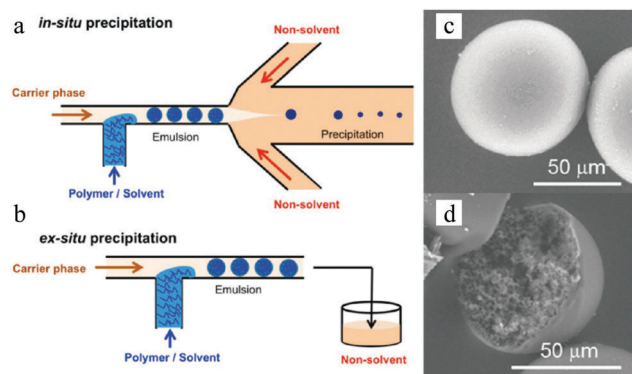 a
in-situ precipitation
Non-solvent
Carrier phase
Emulsion
Precipitation
Polymer / Solvent
Non-solvent
b
ex-situ precipitation
Carrier phase
Emulsion
Polymer / Solvent
Non-solvent
c
50 μm
d
50 μm